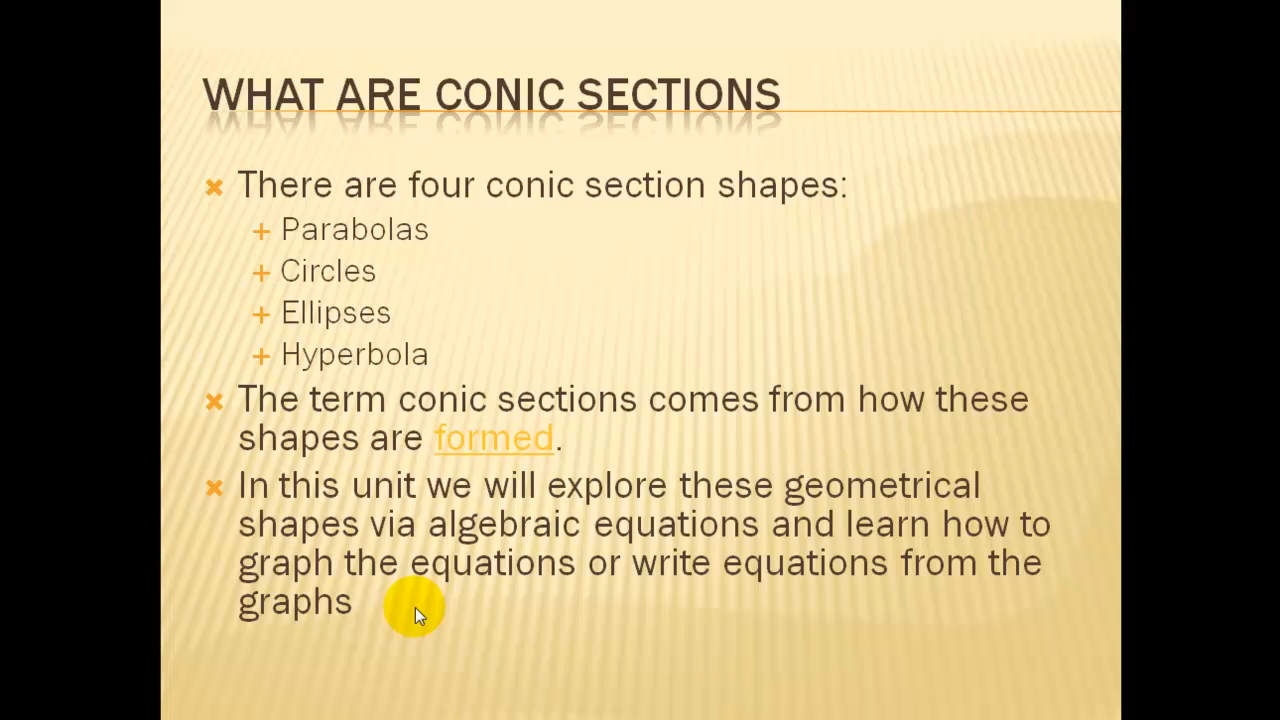 WHAT ARE CONIC SECTIONS
There are four conic section shapes:
Parabolas
Circles
Ellipses
Hyperbola
The term conic sections comes from how these
shapes are formed.
In this unit we will explore these geometrical
shapes via algebraic equations and learn how to
graph the equations or write equations from the
graphs